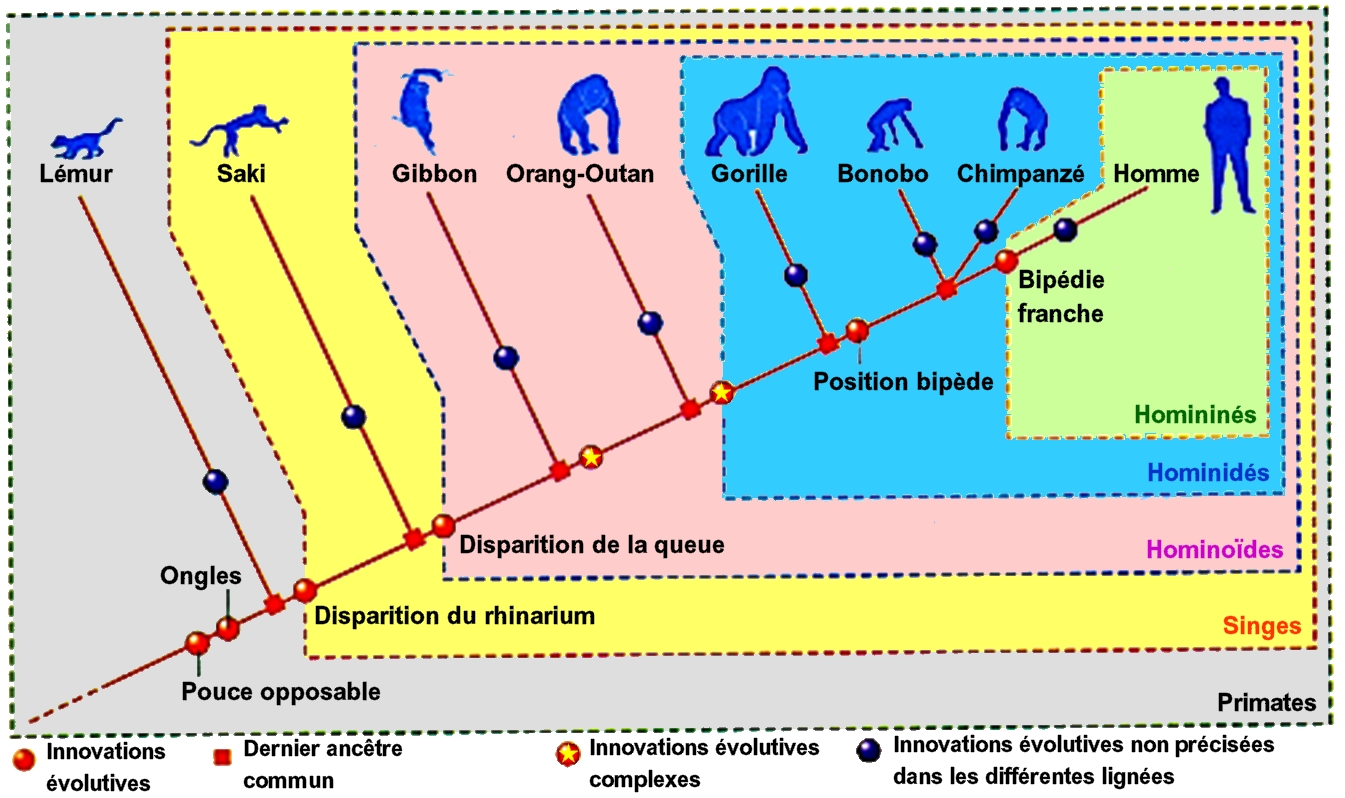 Lémur
Saki
Gibbon
Orang-Outan
Gorille
Bonobo
Chimpanzé
Homme
Bipédie
franche
Position bipède
Homininés
Hominidés
Disparition de la queue
Hominoïdes
Ongles
Disparition du rhinarium
Singes
Pouce opposable
Primates
Innovations
évolutives
Dernier ancêtre
commun
Innovations évolutives
complexes
Innovations évolutives non précisées
dans les différentes lignées